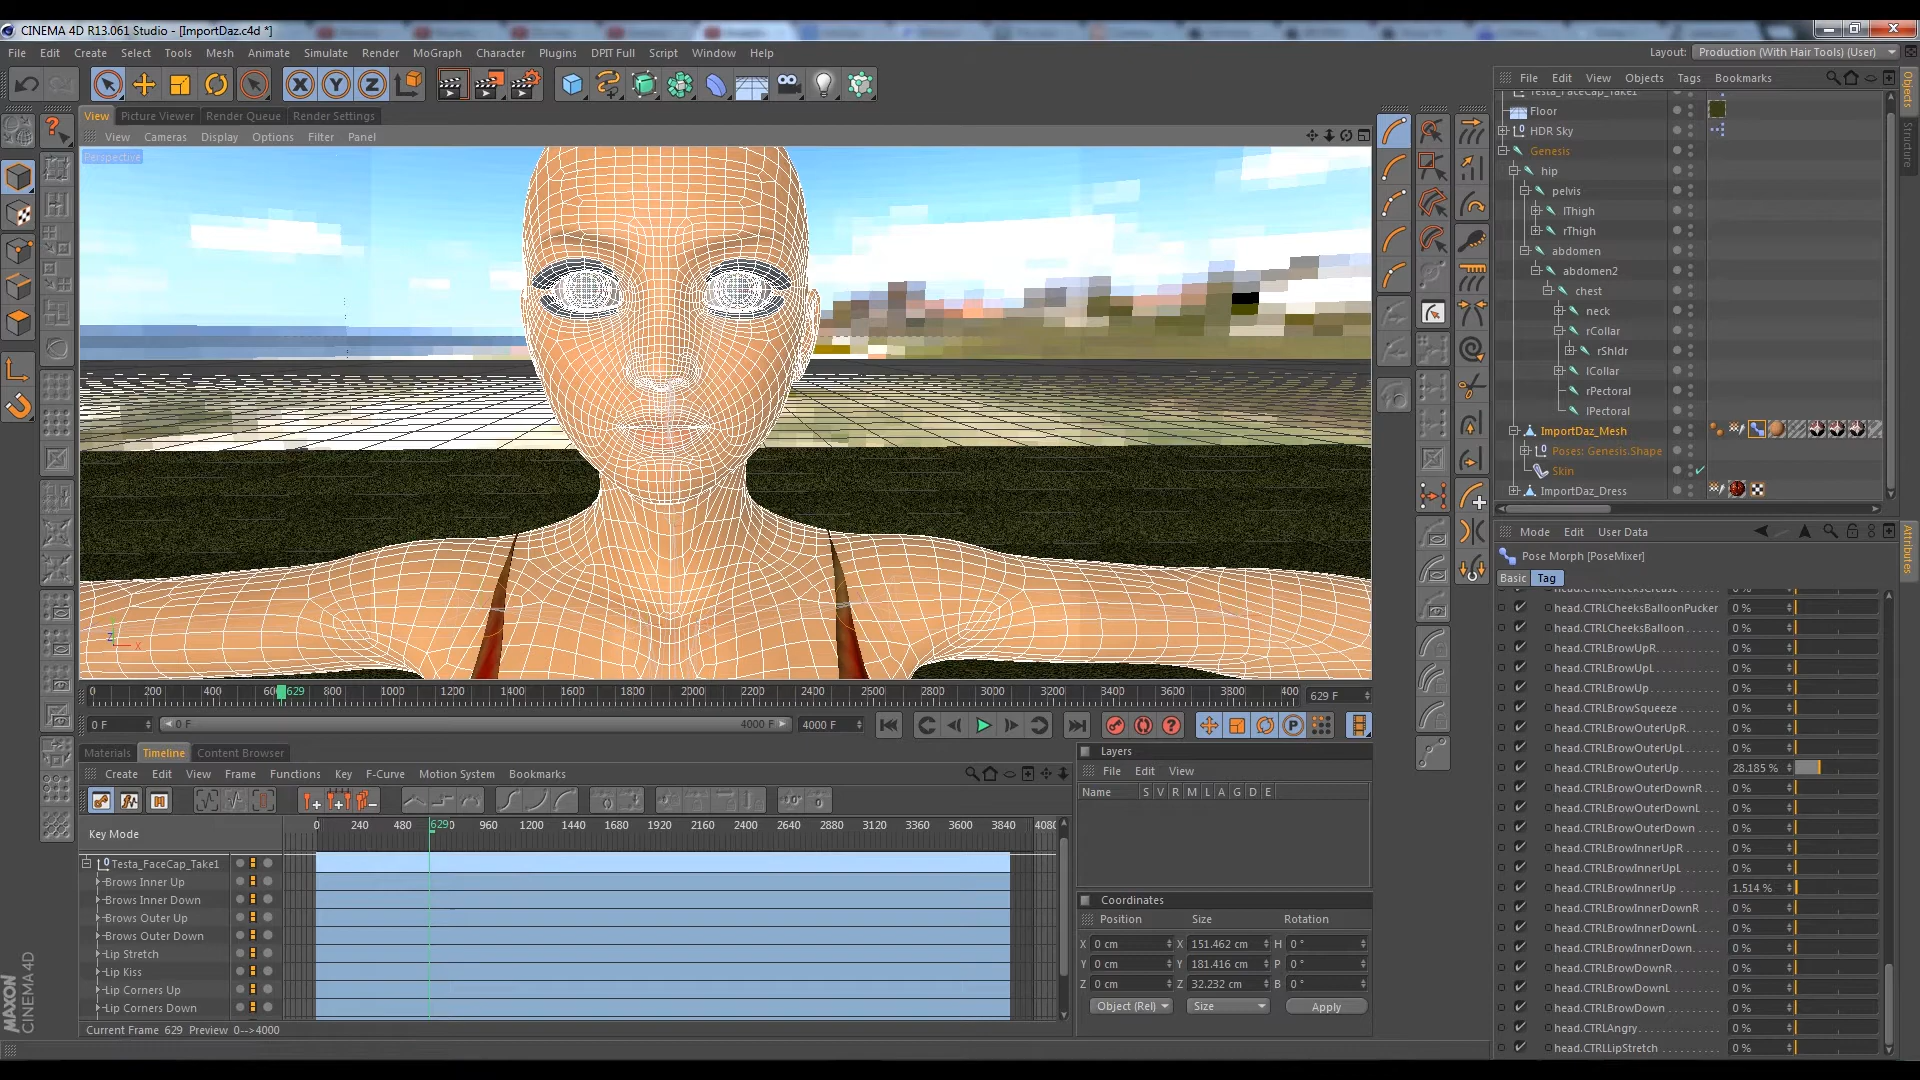 CINEMA 4D R13.061 Studio - [ImportDaz.c4d *]
File Edit Create Select Tools Mesh Animate Simulate Render MoGraph Character Plugins DPIT Full Script Window Help
Layout: Production (With Hair Tools) (User)
View Picture Viewer Render Queue Render Settings
View Cameras Display Options Filter Panel
Perspective
Z
X
File Edit View Objects Tags Bookmarks
Testa_FaceCap_Take1
Floor
HDR Sky
Genesis
hip
pelvis
lThigh
rThigh
abdomen
abdomen2
chest
neck
rCollar
rShldr
lCollar
rPectoral
lPectoral
ImportDaz_Mesh
Poses: Genesis.Shape
Skin
ImportDaz_Dress
Objects
Structure
Mode Edit User Data
Attributes
Pose Morph [PoseMixer]
Basic Tag
head.CTRLCheeksCrease 0 %
head.CTRLCheeksBalloonPucker 0 %
head.CTRLCheeksBalloon 0 %
head.CTRLBrowUpR 0 %
head.CTRLBrowUpL 0 %
head.CTRLBrowUp 0 %
head.CTRLBrowSqueeze 0 %
head.CTRLBrowOuterUpR 0 %
head.CTRLBrowOuterUpL 0 %
head.CTRLBrowOuterUp 28.185 %
head.CTRLBrowOuterDownR 0 %
head.CTRLBrowOuterDownL 0 %
head.CTRLBrowOuterDown 0 %
head.CTRLBrowInnerUpR 0 %
head.CTRLBrowInnerUpL 0 %
head.CTRLBrowInnerUp 1.514 %
head.CTRLBrowInnerDownR 0 %
head.CTRLBrowInnerDownL 0 %
head.CTRLBrowInnerDown 0 %
head.CTRLBrowDownR 0 %
head.CTRLBrowDownL 0 %
head.CTRLBrowDown 0 %
head.CTRLAngry 0 %
head.CTRLLipStretch 0 %
0 200 400 600 629 800 1000 1200 1400 1600 1800 2000 2200 2400 2600 2800 3000 3200 3400 3600 3800 400 629 F
0 F 0 F 4000 F 4000 F
Materials Timeline Content Browser
Create Edit View Frame Functions Key F-Curve Motion System Bookmarks
Key Mode
0 240 480 629 960 1200 1440 1680 1920 2160 2400 2640 2880 3120 3360 3600 3840 4080
Testa_FaceCap_Take1
Brows Inner Up
Brows Inner Down
Brows Outer Up
Brows Outer Down
Lip Stretch
Lip Kiss
Lip Corners Up
Lip Corners Down
Current Frame 629 Preview 0-->4000
Layers
File Edit View
Name S V R M L A G D E
Coordinates
Position Size Rotation
X 0 cm X 151.462 cm H 0 °
Y 0 cm Y 181.416 cm P 0 °
Z 0 cm Z 32.232 cm B 0 °
Object (Rel) Size Apply
MAXON
CINEMA 4D